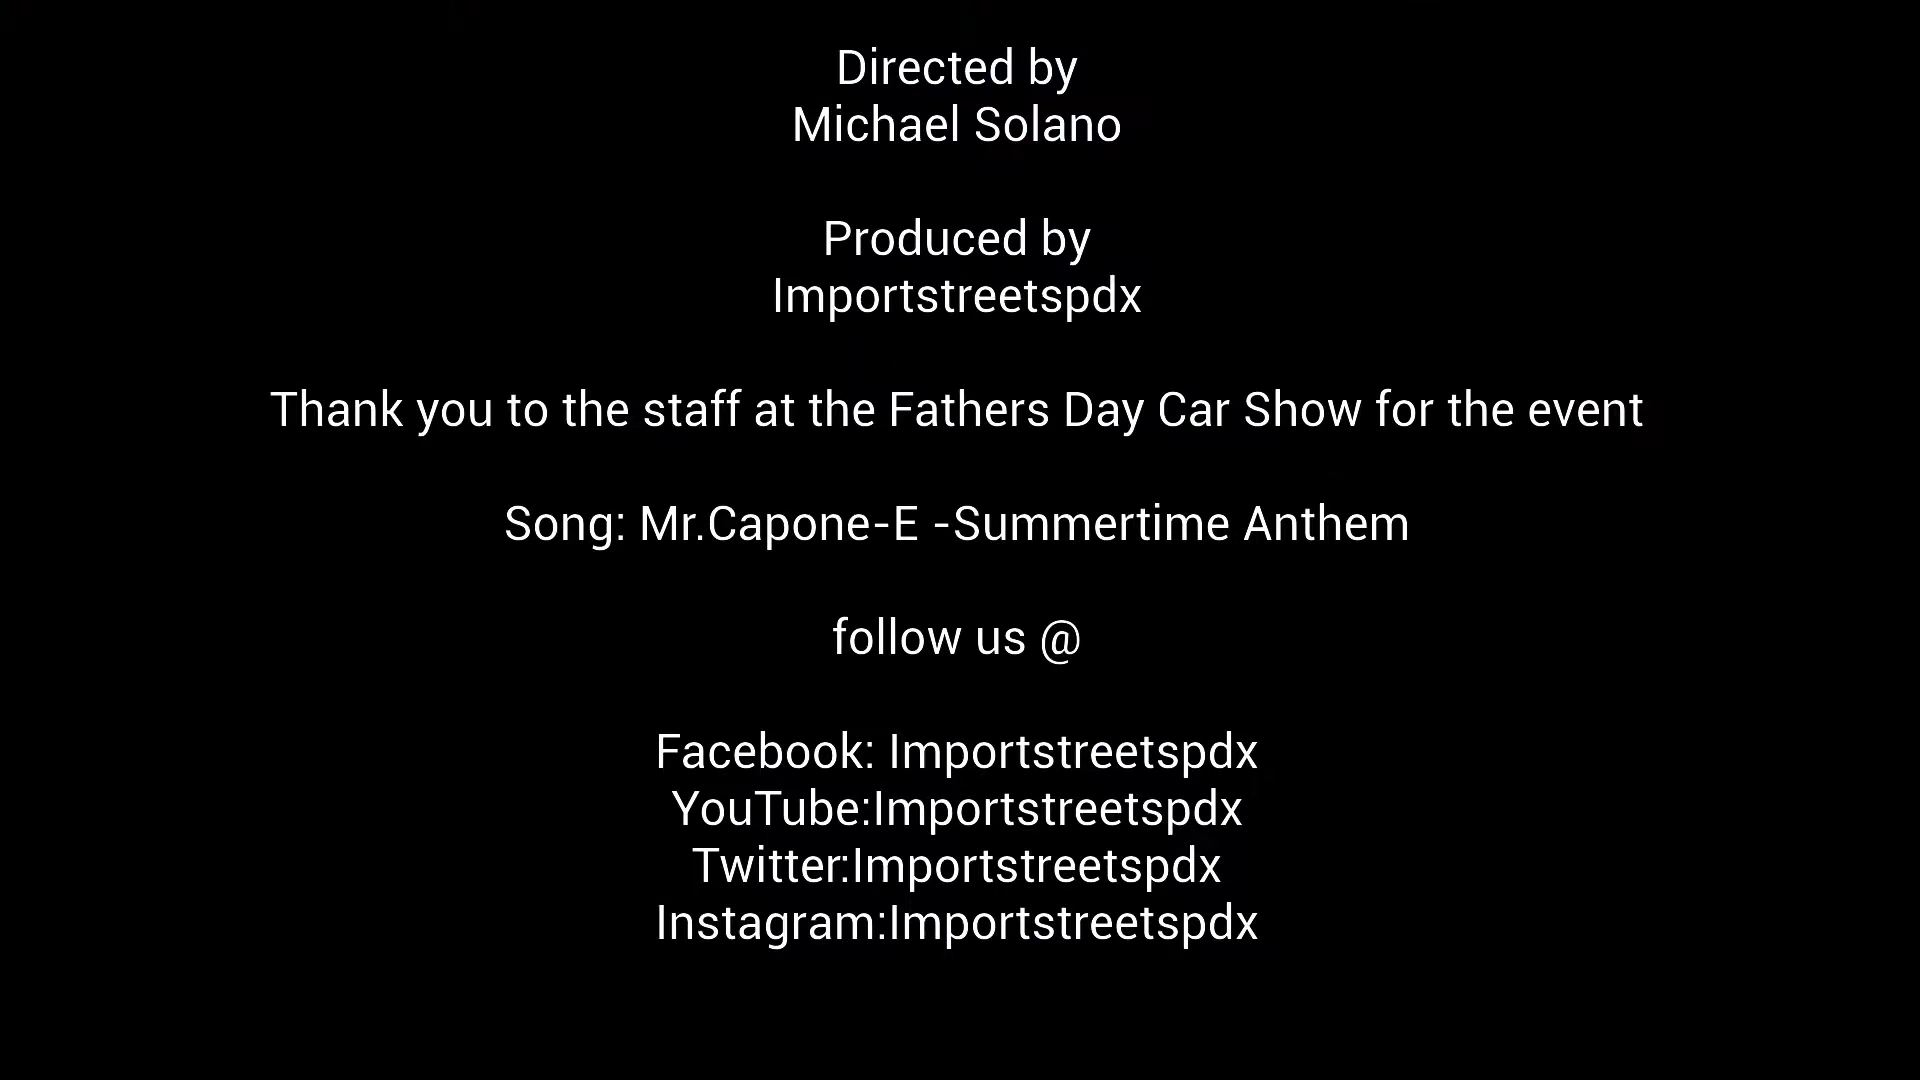 Directed by
Michael Solano
Produced by
Importstreetspdx
Thank you to the staff at the Fathers Day Car Show for the event
Song: Mr.Capone-E -Summertime Anthem
follow us @
Facebook: Importstreetspdx
YouTube:Importstreetspdx
Twitter:Importstreetspdx
Instagram:Importstreetspdx